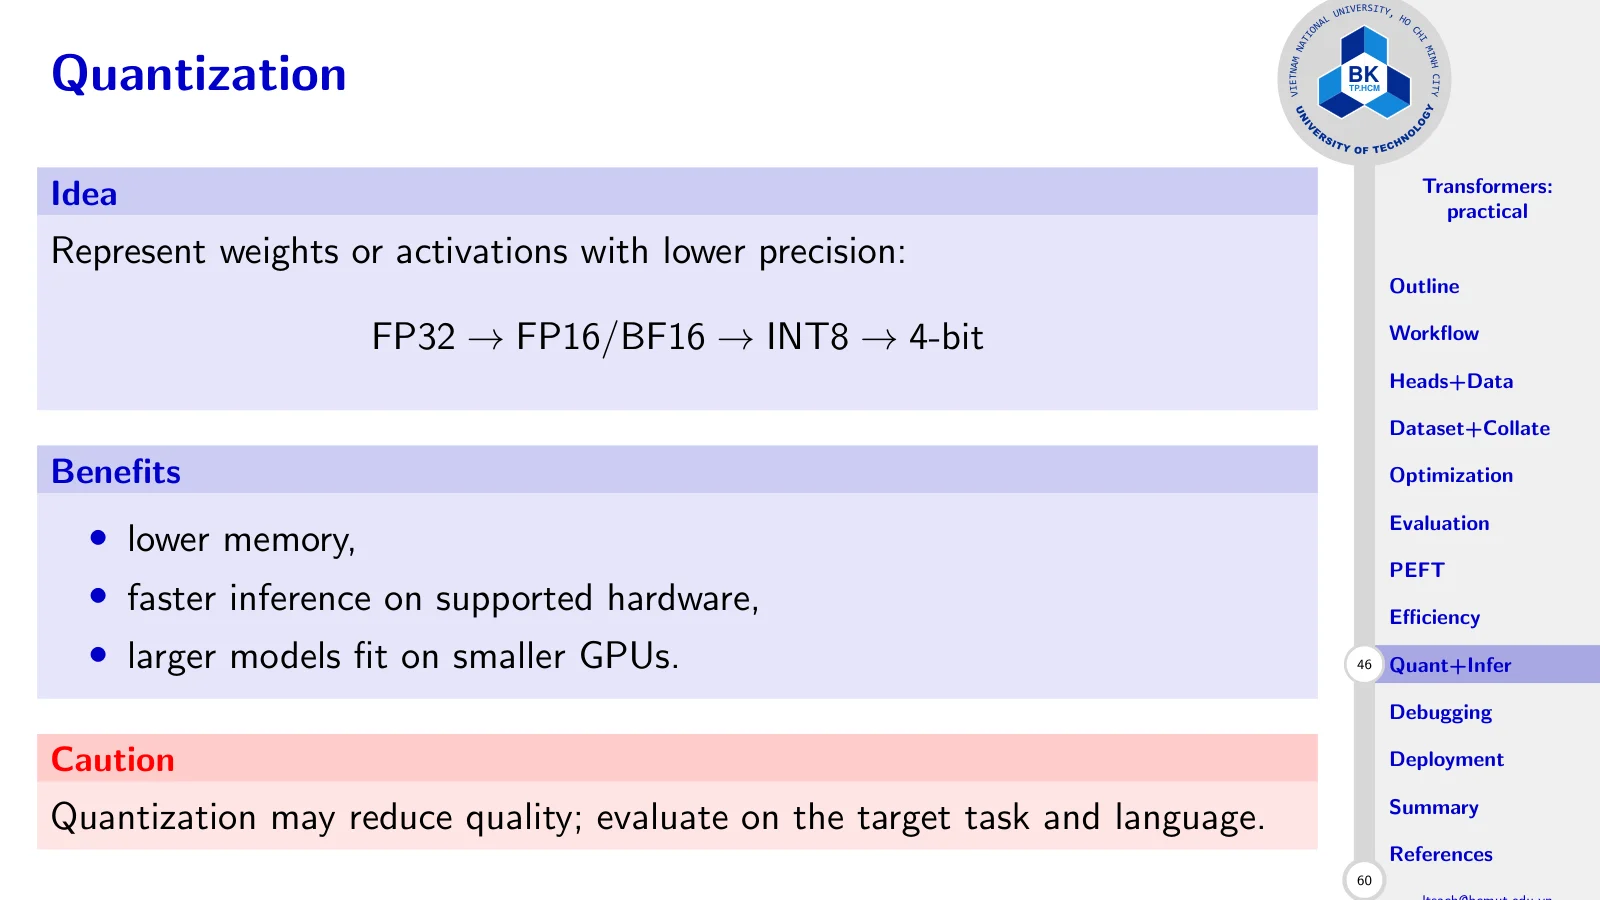 Quantization
VIETNAM NATIONAL UNIVERSITY, HO CHI MINH CITY
BK
TP.HCM
UNIVERSITY OF TECHNOLOGY
Idea
Represent weights or activations with lower precision:
FP32 → FP16/BF16 → INT8 → 4-bit
Benefits
• lower memory,
• faster inference on supported hardware,
• larger models fit on smaller GPUs.
Caution
Quantization may reduce quality; evaluate on the target task and language.
Transformers:
practical
Outline
Workflow
Heads+Data
Dataset+Collate
Optimization
Evaluation
PEFT
Efficiency
46 Quant+Infer
Debugging
Deployment
Summary
References
60